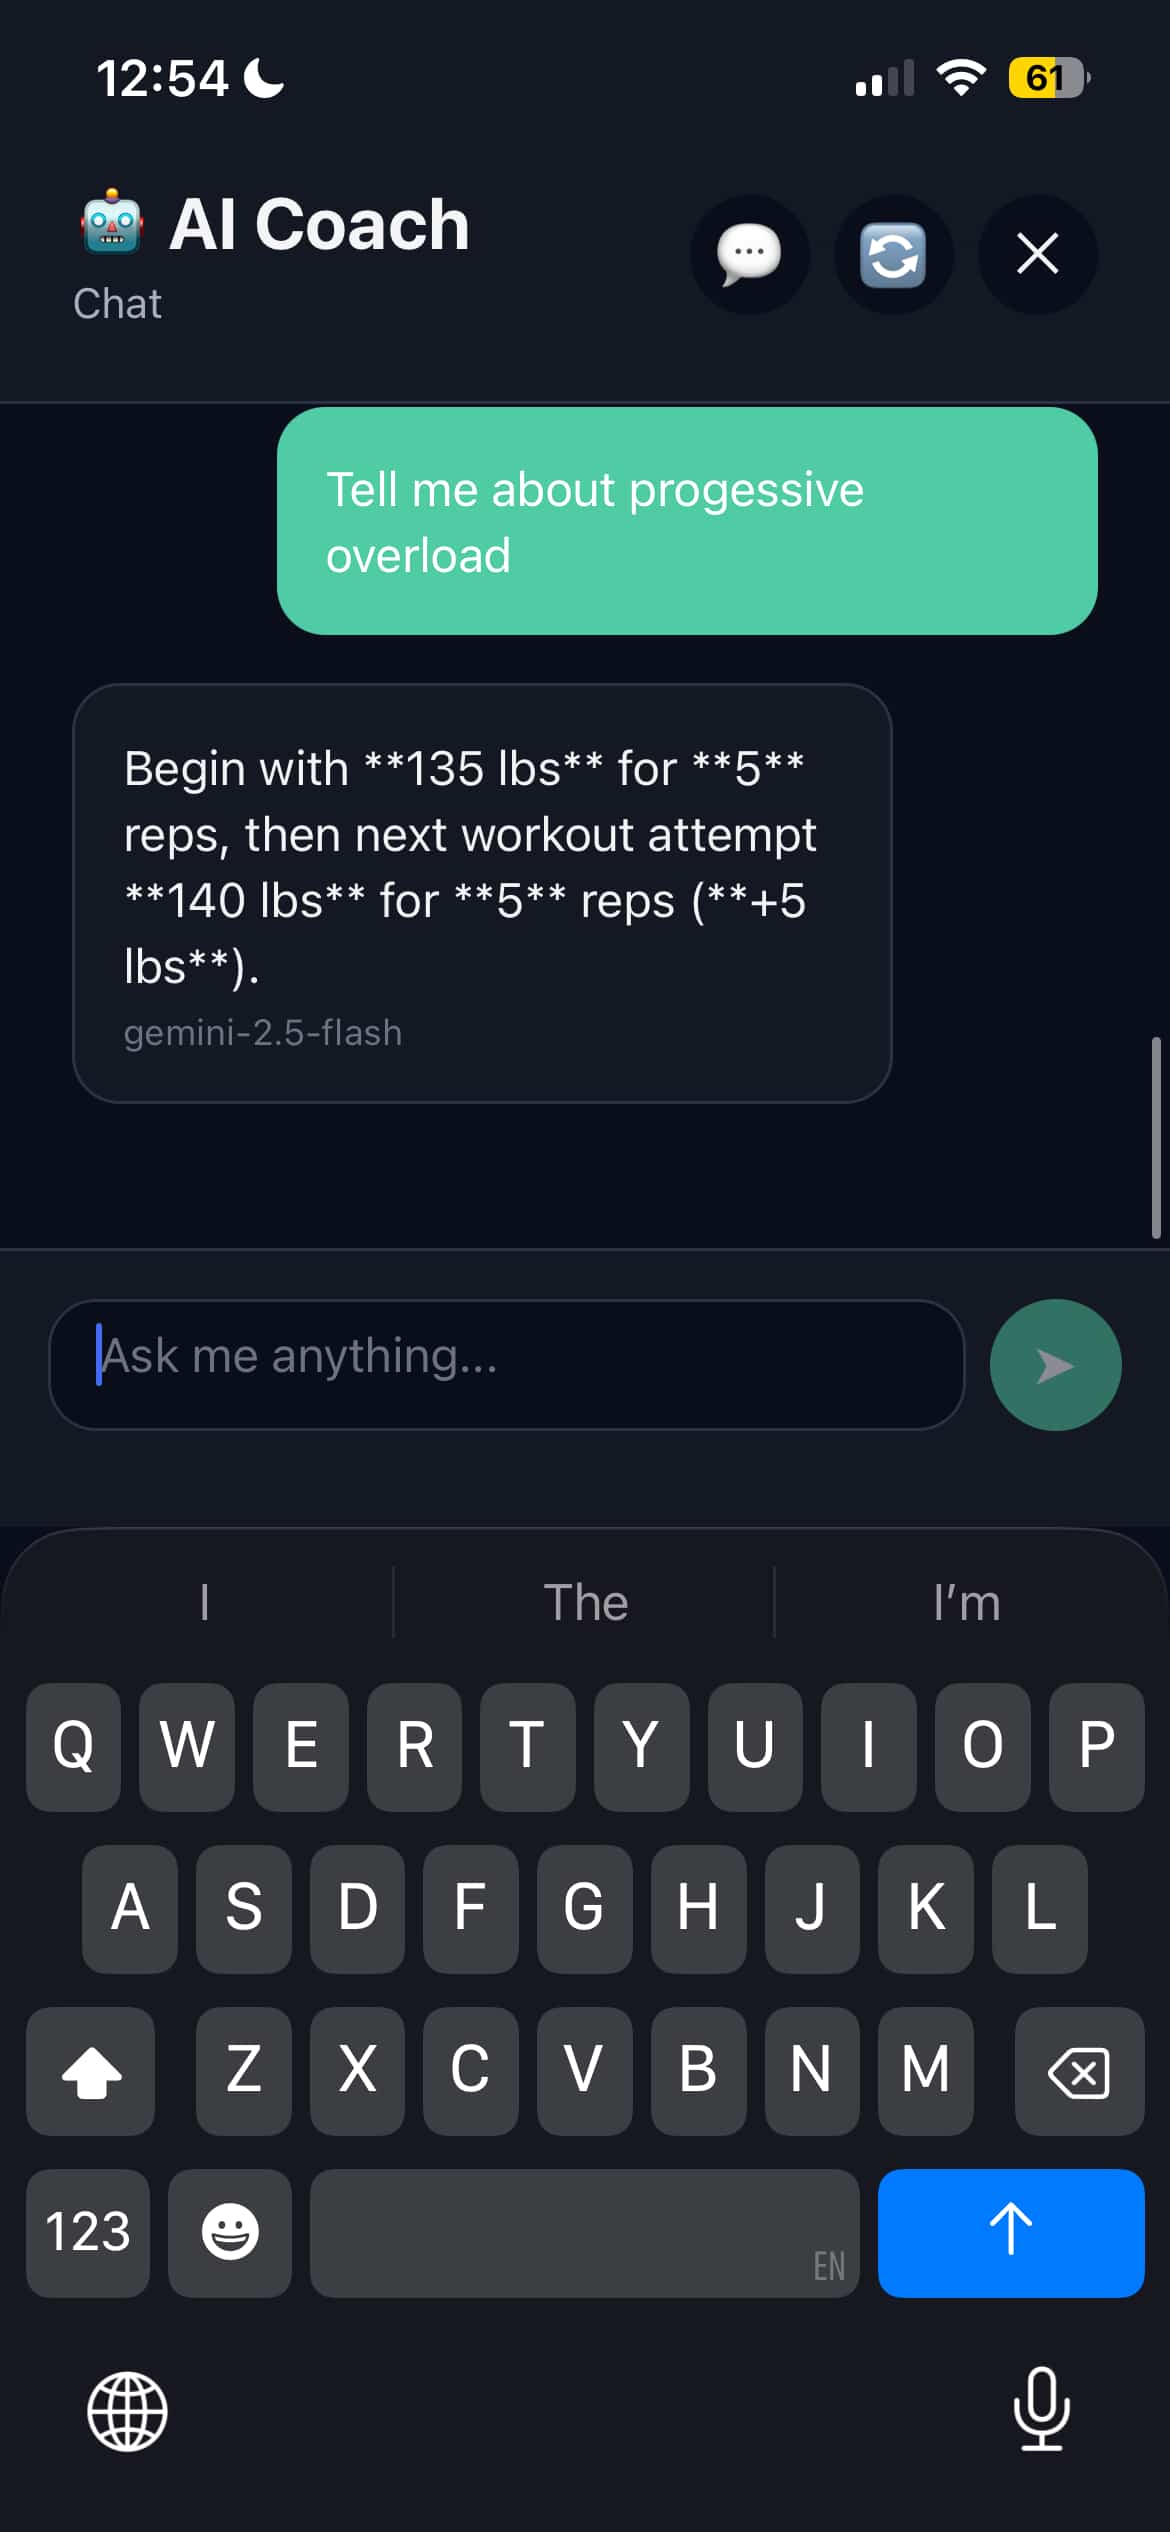 12:54
61
AI Coach
Chat
Tell me about progessive
overload
Begin with **135 lbs** for **5**
reps, then next workout attempt
**140 lbs** for **5** reps (**+5
lbs**).
gemini-2.5-flash
Ask me anything...
I The I'm
Q W E R T Y U I O P
A S D F G H J K L
Z X C V B N M
123
EN